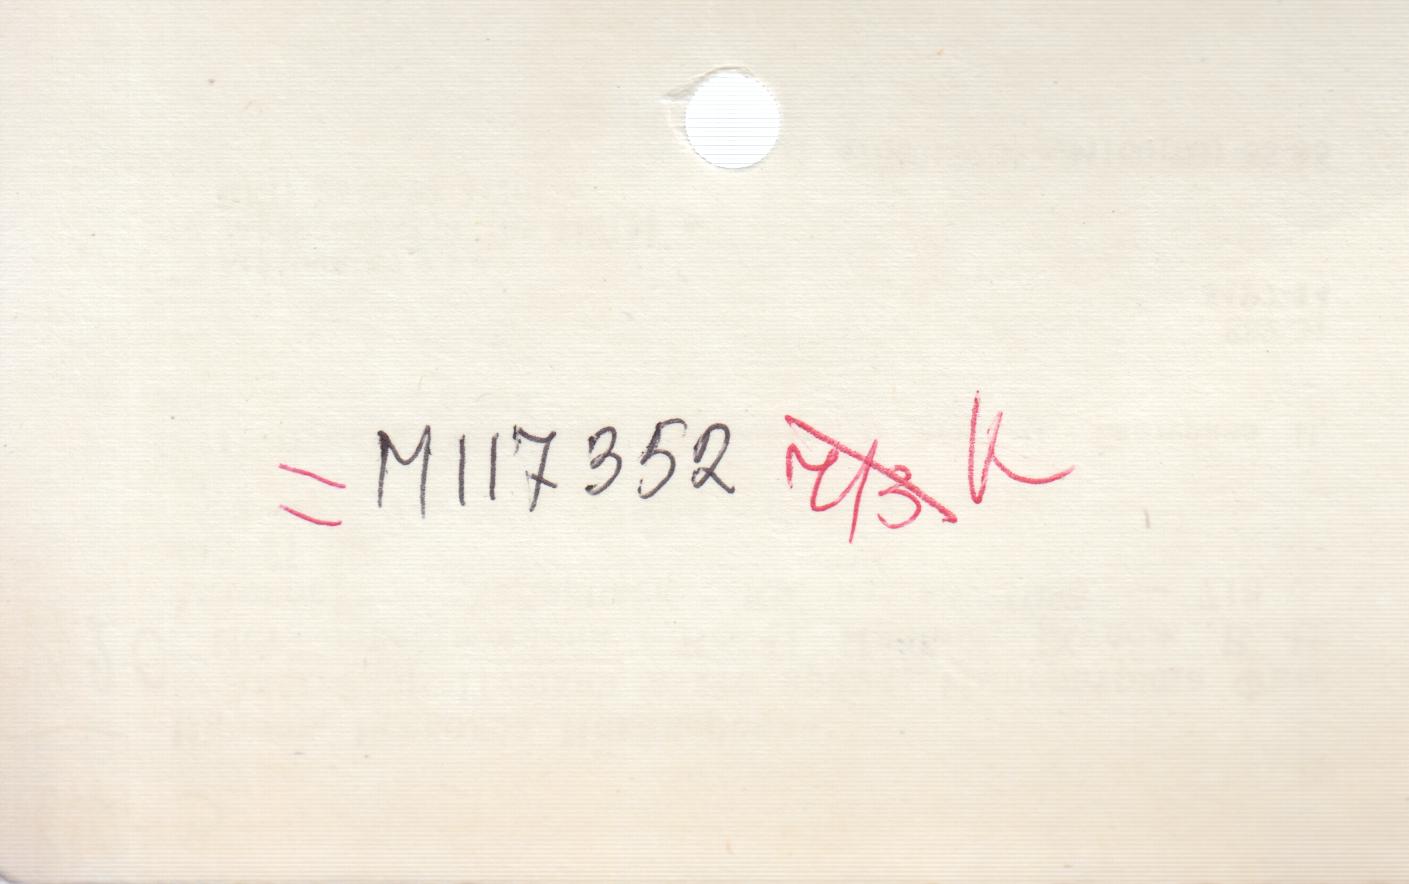 = M117352 ч/з К